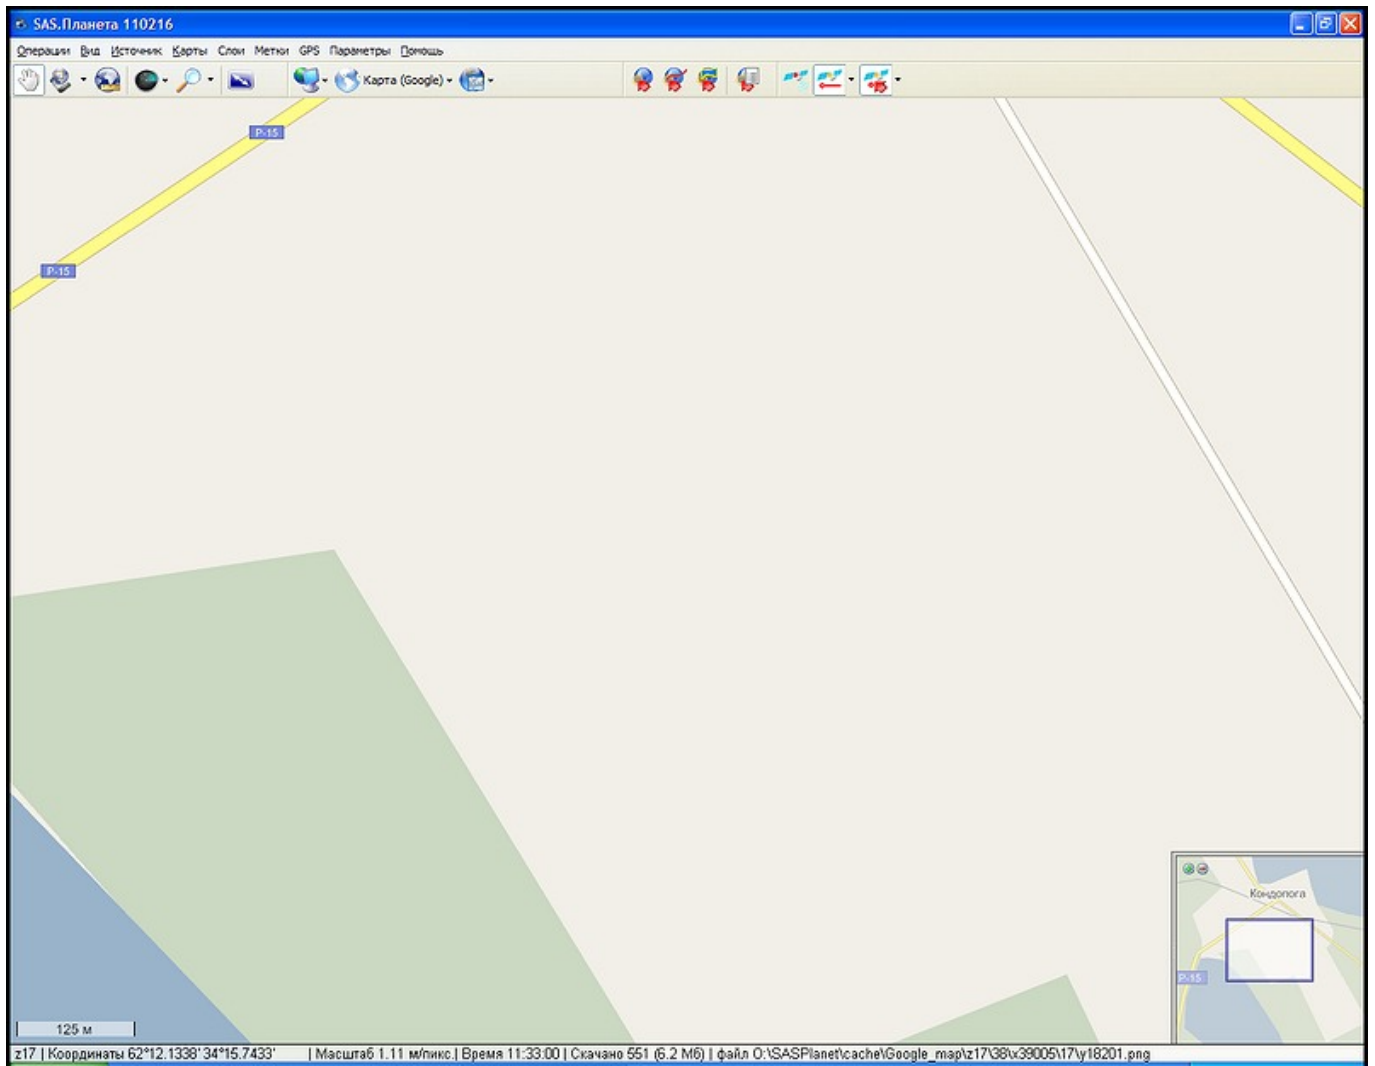 SAS.Планета 110216
Операции Вид Источник Карты Слои Метки GPS Параметры Помощь
Карта (Google)
P-15
P-15
Кондопога
P-15
125 м
z17 | Координаты 62°12.1338' 34°15.7433' | Масштаб 1.11 м/пикс.| Время 11:33:00 | Скачано 551 (6.2 Мб) | файл O:\SASPlanet\cache\Google_map\z17\38\x39005\17\y18201.png